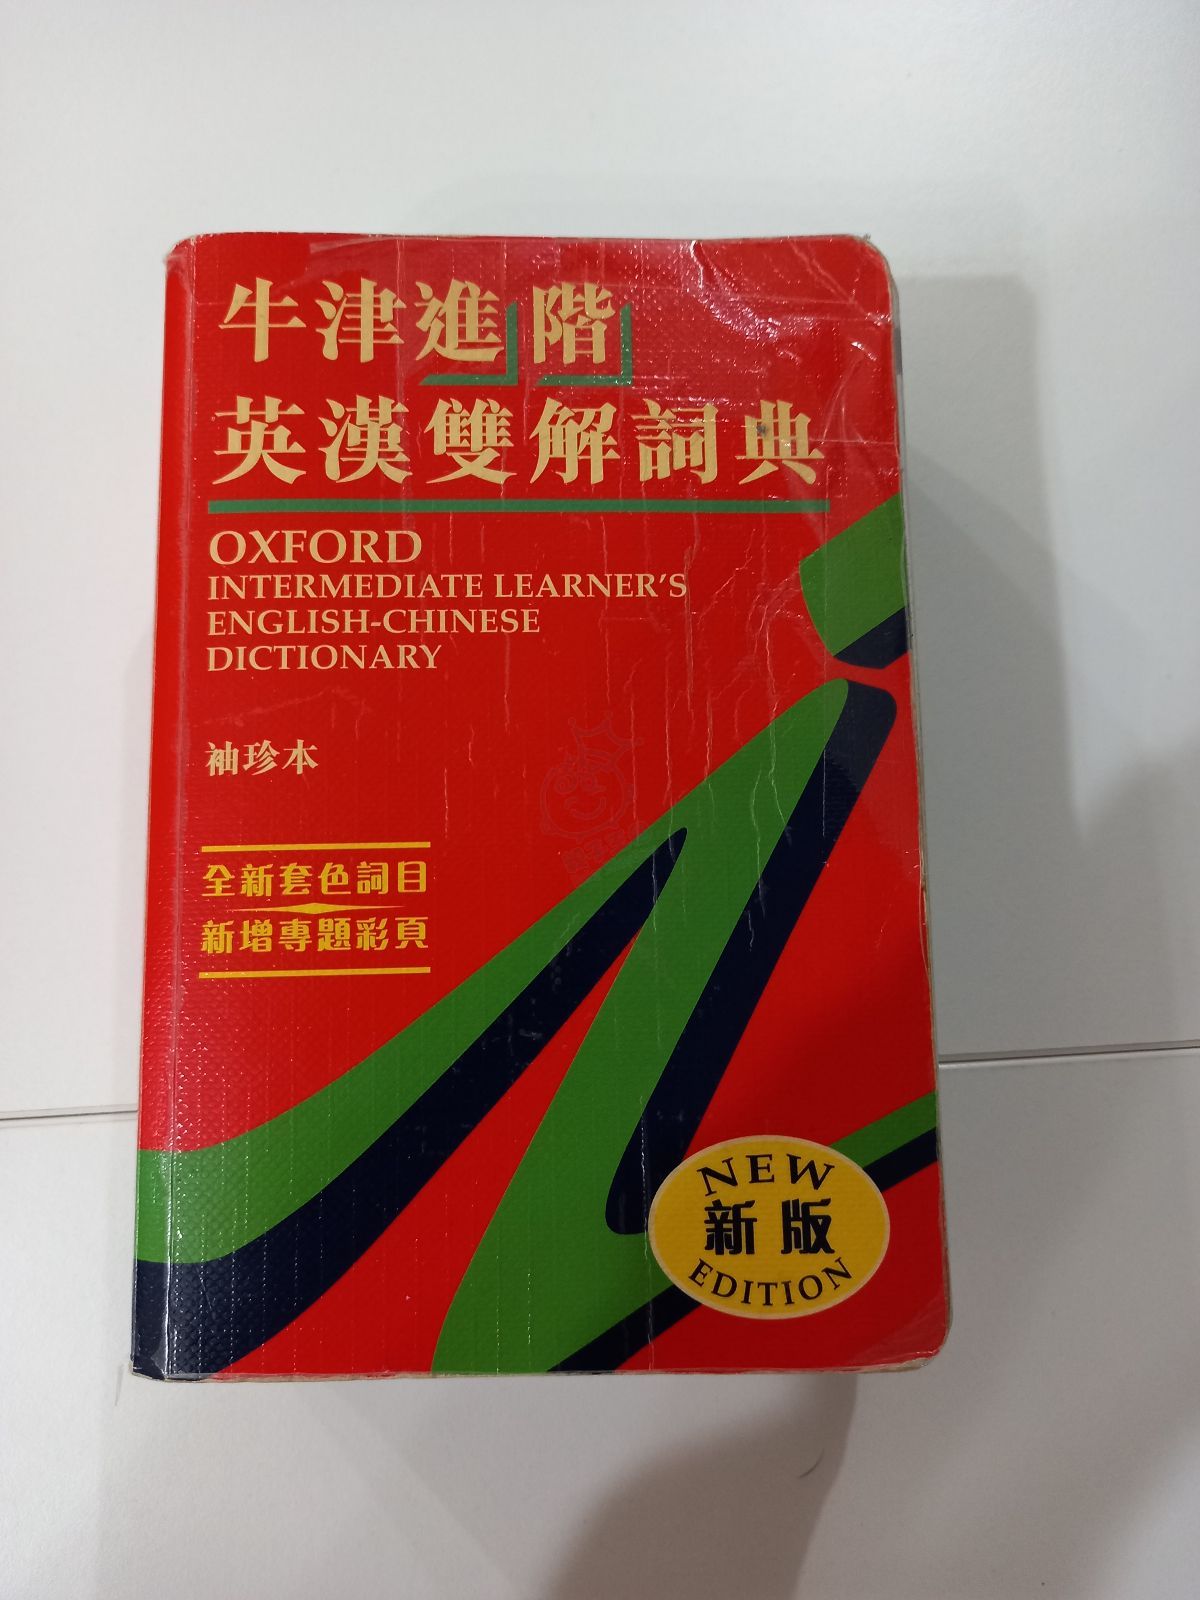 牛津進階
英漢雙解詞典
OXFORD
INTERMEDIATE LEARNER'S
ENGLISH-CHINESE
DICTIONARY
袖珍本
全新套色詞目
新增專題彩頁
NEW
新版
EDITION